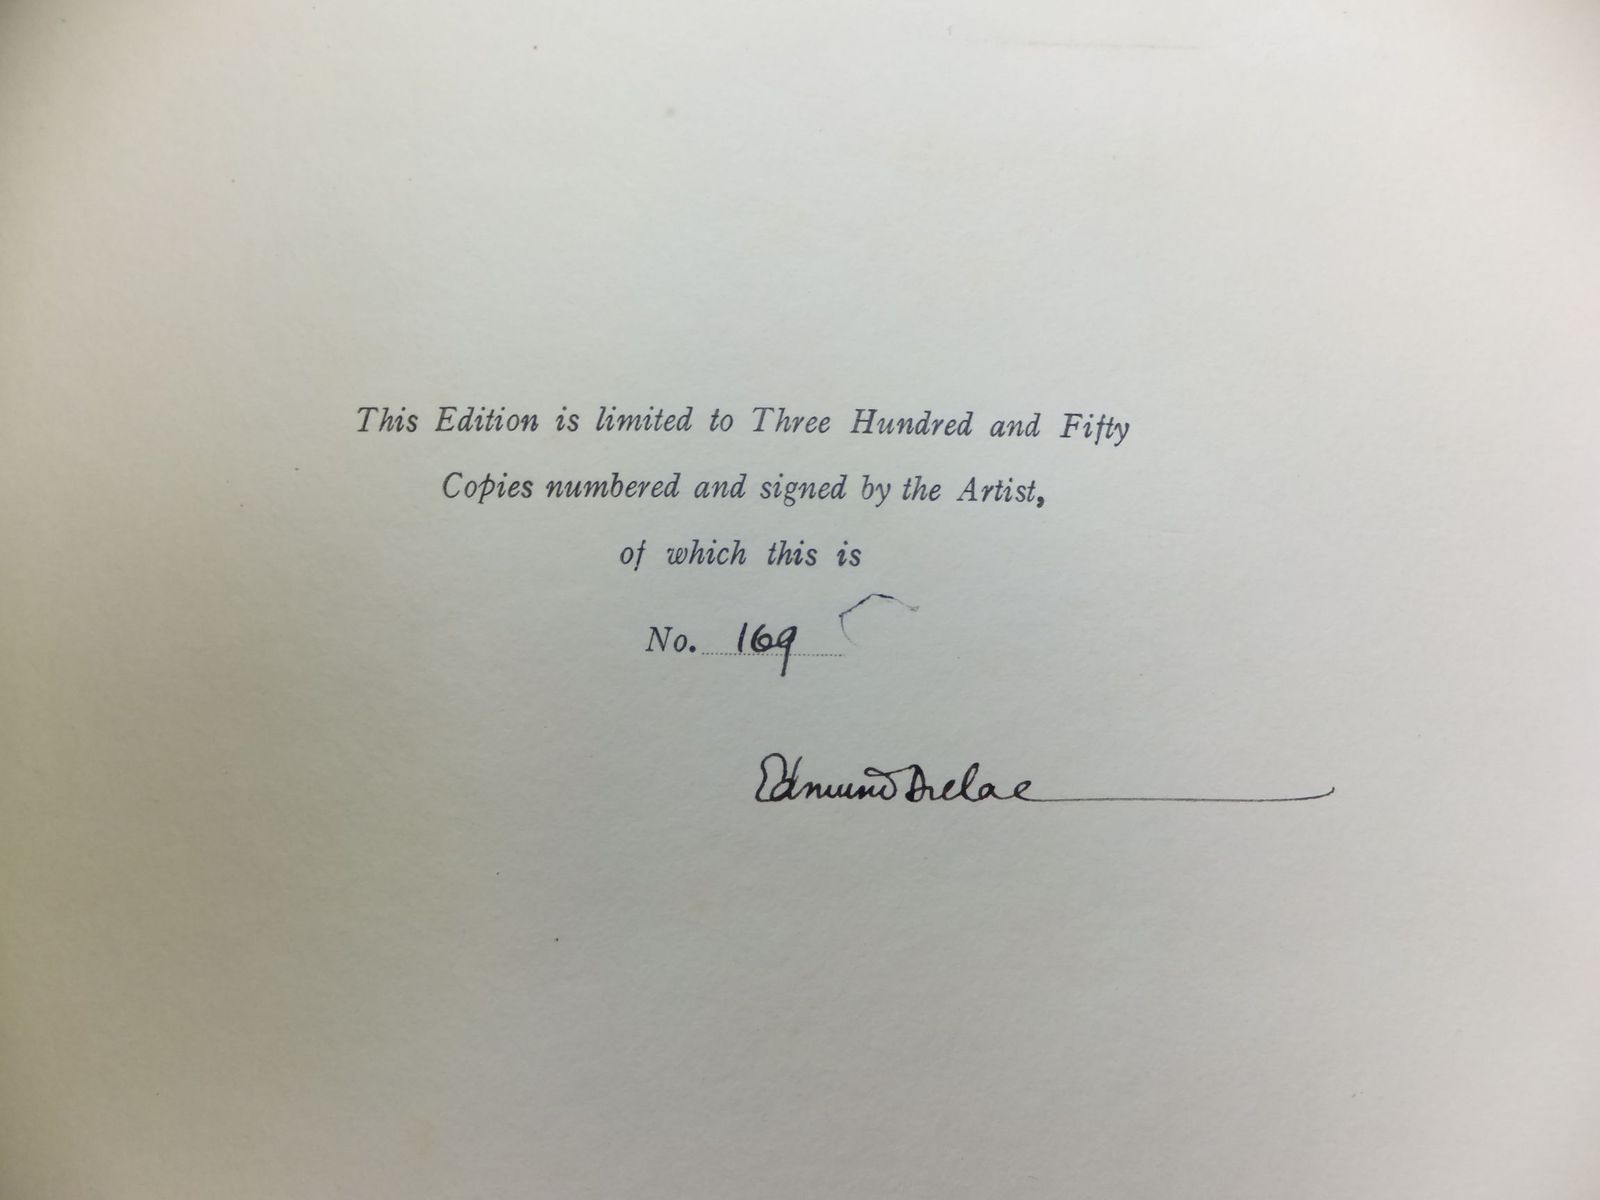 This Edition is limited to Three Hundred and Fifty
Copies numbered and signed by the Artist,
of which this is
No. 169
Edmund Dulac